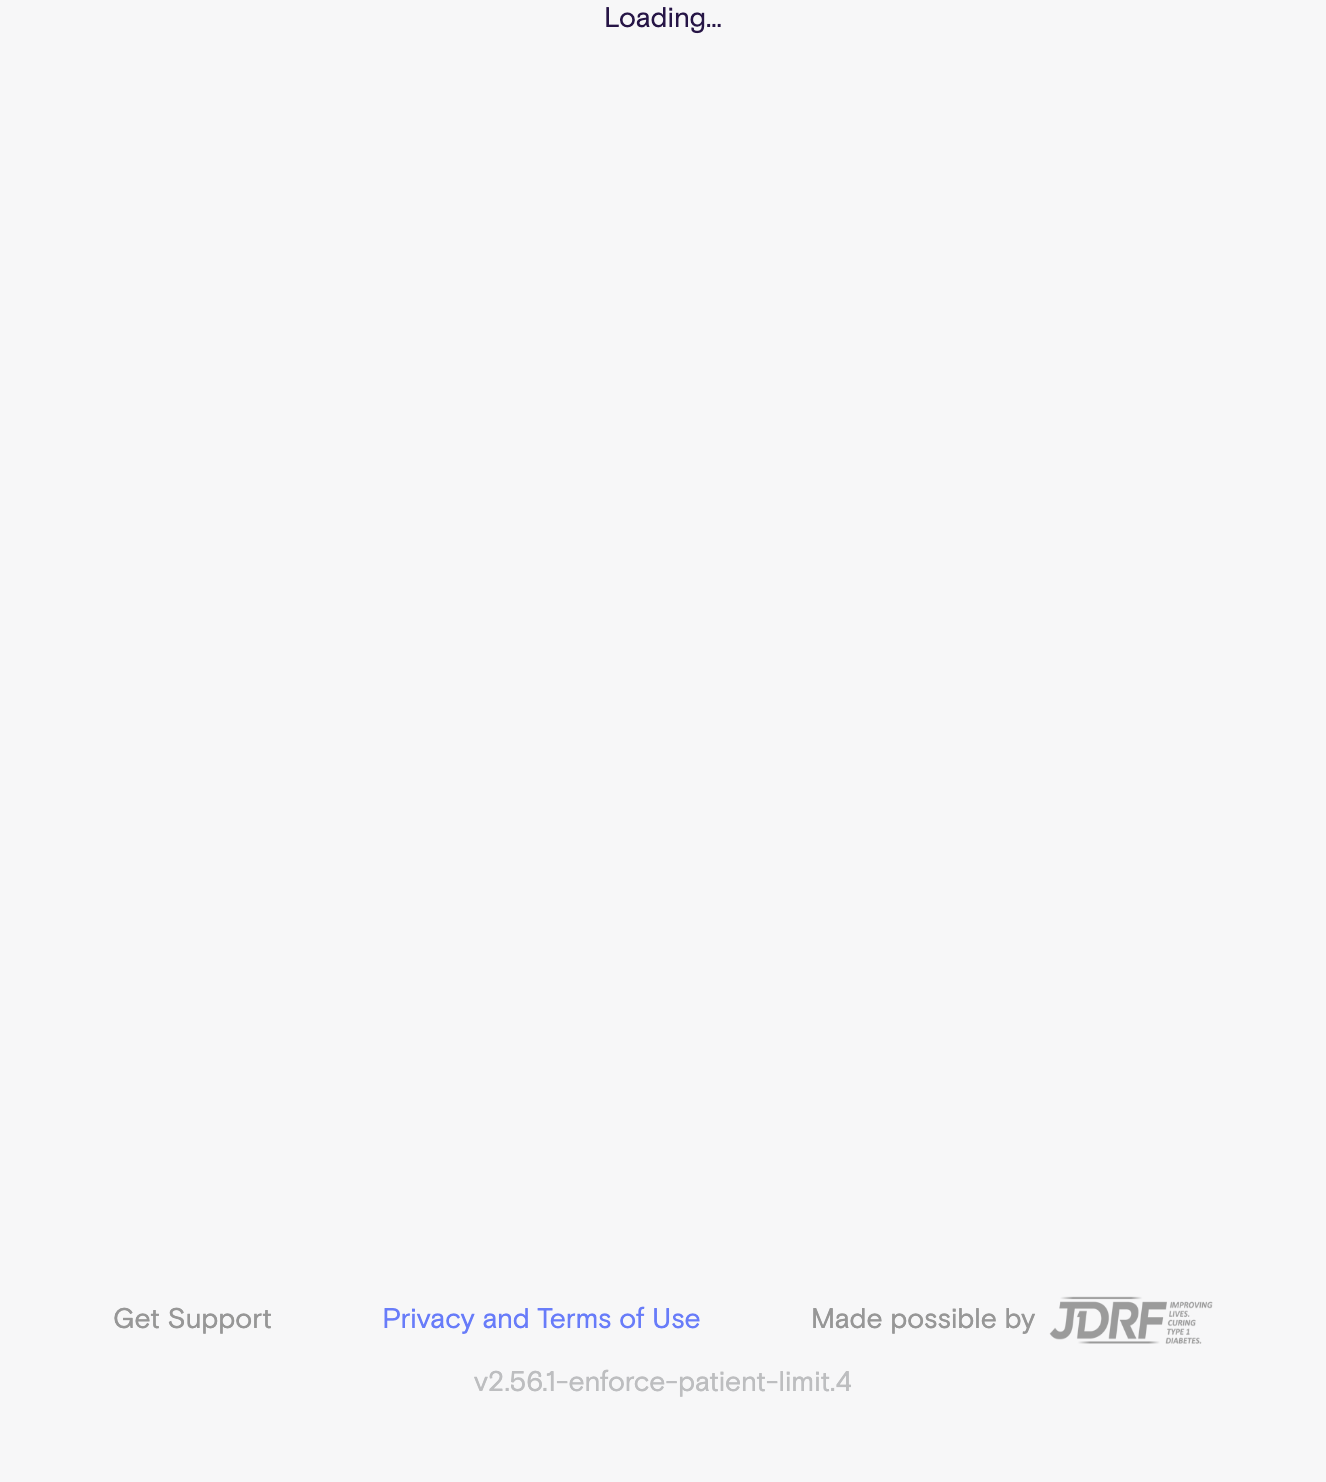 Loading...
Get Support
Privacy and Terms of Use
Made possible by
JDRF
IMPROVING
LIVES.
CURING
TYPE 1
DIABETES.
v2.56.1-enforce-patient-limit.4